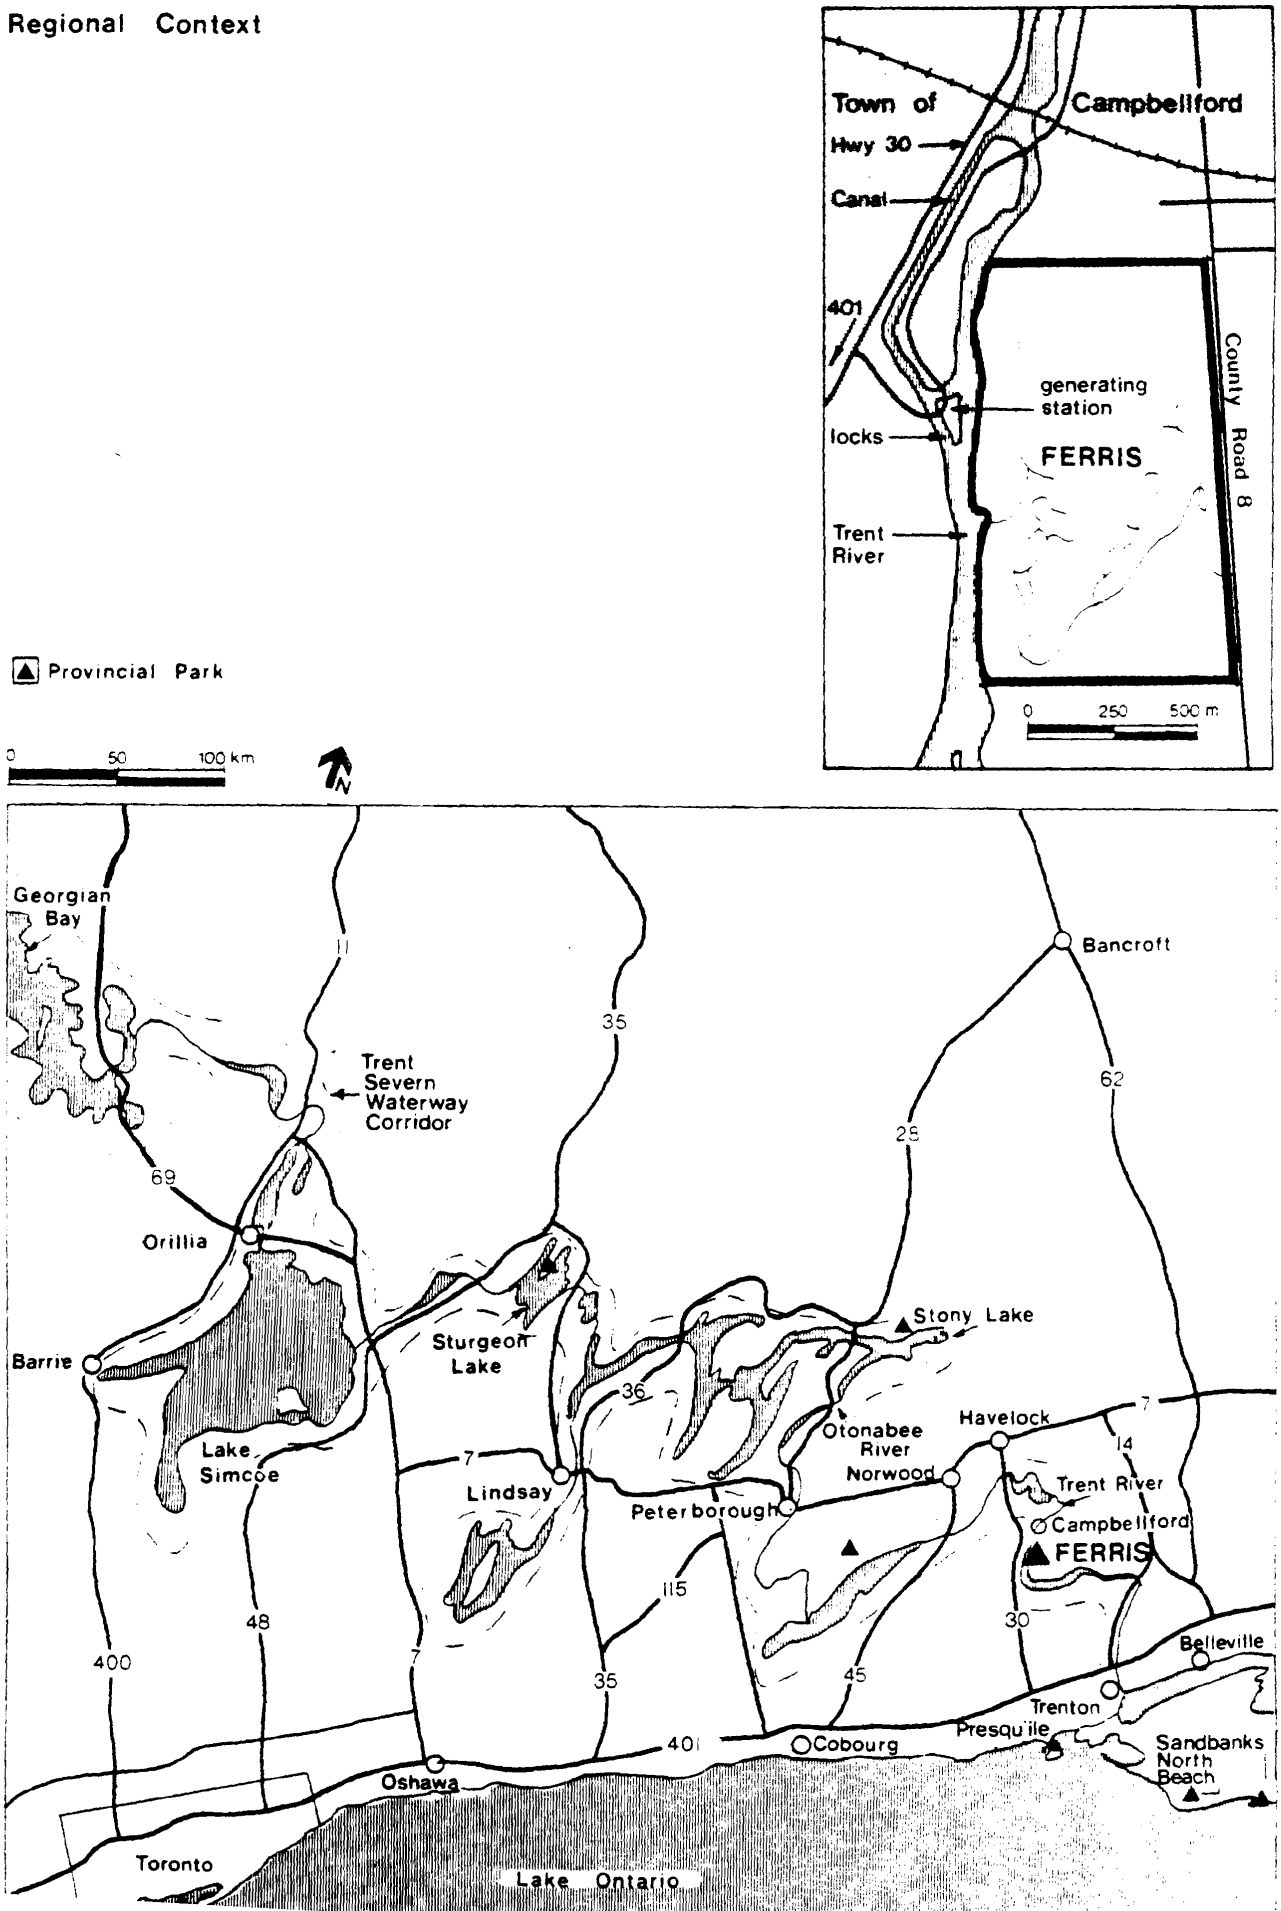 Regional Context
Town of Campbellford
Hwy 30
Canal
401
generating
station
locks
FERRIS
County Road 8
Trent
River
0 250 500 m
Provincial Park
0 50 100 km
N
Georgian
Bay
11
Bancroft
35
Trent
Severn
Waterway
Corridor
62
28
69
Orillia
Stony Lake
Sturgeon
Lake
Barrie
36
7
Havelock
Otonabee
River
14
Lake
Simcoe
7
Norwood
Lindsay
Trent River
Peterborough
Campbellford
FERRIS
115
48
30
400
7
Belleville
35
45
Trenton
Presqu'ile
401
Cobourg
Sandbanks
North
Beach
Oshawa
Toronto
Lake Ontario